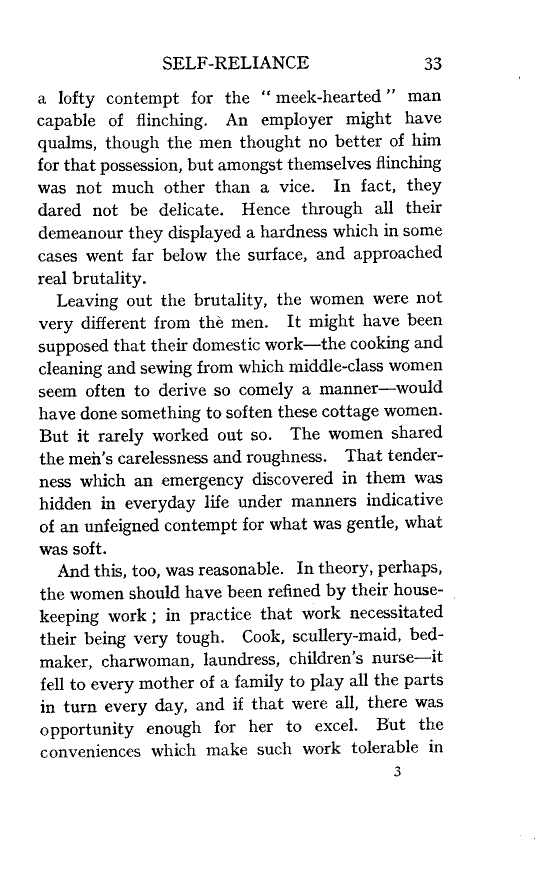 SELF-RELIANCE 33
a lofty contempt for the " meek-hearted " man
capable of flinching. An employer might have
qualms, though the men thought no better of him
for that possession, but amongst themselves flinching
was not much other than a vice. In fact, they
dared not be delicate. Hence through all their
demeanour they displayed a hardness which in some
cases went far below the surface, and approached
real brutality.
Leaving out the brutality, the women were not
very different from the men. It might have been
supposed that their domestic work—the cooking and
cleaning and sewing from which middle-class women
seem often to derive so comely a manner—would
have done something to soften these cottage women.
But it rarely worked out so. The women shared
the men's carelessness and roughness. That tender-
ness which an emergency discovered in them was
hidden in everyday life under manners indicative
of an unfeigned contempt for what was gentle, what
was soft.
And this, too, was reasonable. In theory, perhaps,
the women should have been refined by their house-
keeping work ; in practice that work necessitated
their being very tough. Cook, scullery-maid, bed-
maker, charwoman, laundress, children's nurse—it
fell to every mother of a family to play all the parts
in turn every day, and if that were all, there was
opportunity enough for her to excel. But the
conveniences which make such work tolerable in
3